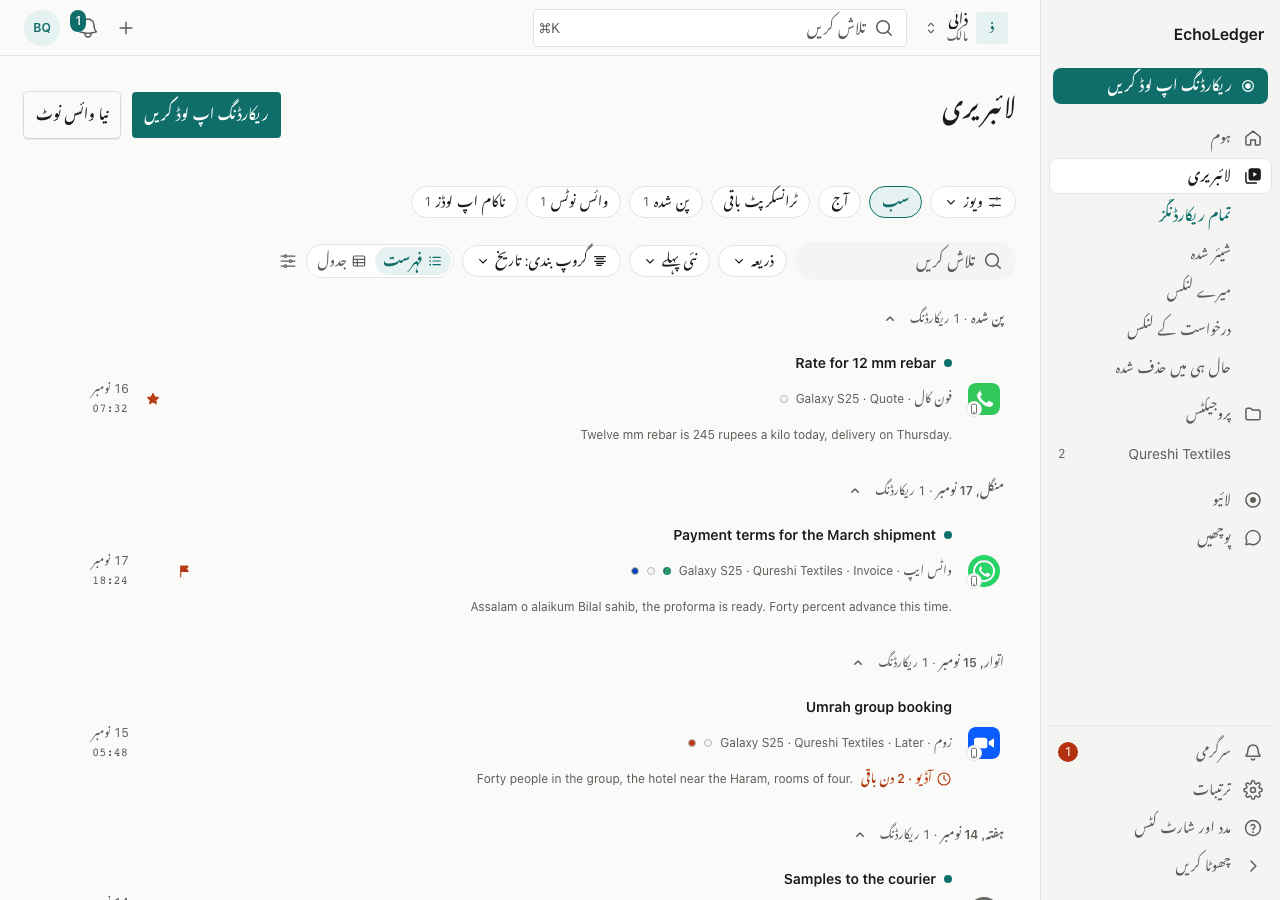 EchoLedger
ریکارڈنگ اپ لوڈ کریں
ہوم
لائبریری
تمام ریکارڈنگز
شیئر شدہ
میرے لنکس
درخواست کے لنکس
حال ہی میں حذف شدہ
پروجیکٹس
Qureshi Textiles 2
لائیو
پوچھیں
سرگرمی 1
ترتیبات
مدد اور شارٹ کٹس
چھوٹا کریں
ذ ذاتی
مالک
تلاش کریں ⌘K
1
BQ
لائبریری
ریکارڈنگ اپ لوڈ کریں
نیا وائس نوٹ
ویوز سب آج ٹرانسکرپٹ باقی پن شدہ 1 وائس نوٹس 1 ناکام اپ لوڈز 1
تلاش کریں ذریعہ نئی پہلے گروپ بندی: تاریخ فہرست جدول
پن شدہ · 1 ریکارڈنگ
Rate for 12 mm rebar
فون کال · Galaxy S25 · Quote
Twelve mm rebar is 245 rupees a kilo today, delivery on Thursday.
16 نومبر
07:32
منگل, 17 نومبر · 1 ریکارڈنگ
Payment terms for the March shipment
واٹس ایپ · Galaxy S25 · Qureshi Textiles · Invoice
Assalam o alaikum Bilal sahib, the proforma is ready. Forty percent advance this time.
17 نومبر
18:24
اتوار, 15 نومبر · 1 ریکارڈنگ
Umrah group booking
زوم · Galaxy S25 · Qureshi Textiles · Later
آڈیو · 2 دن باقی Forty people in the group, the hotel near the Haram, rooms of four.
15 نومبر
05:48
ہفتہ, 14 نومبر · 1 ریکارڈنگ
Samples to the courier